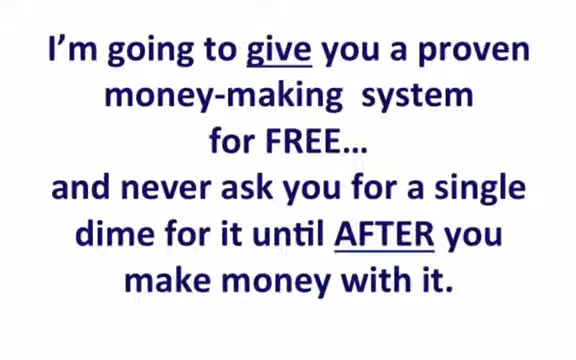 I’m going to give you a proven
money-making  system
for FREE…
and never ask you for a single
dime for it until AFTER you
make money with it.